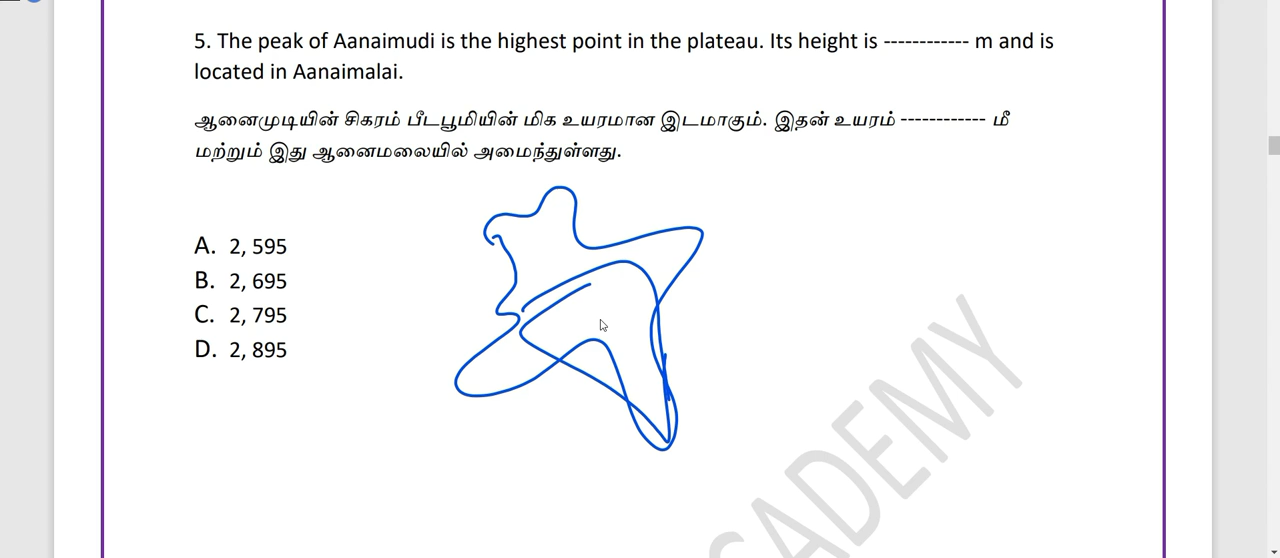 5. The peak of Aanaimudi is the highest point in the plateau. Its height is ------------ m and is
located in Aanaimalai.
ஆனைமுடியின் சிகரம் பீடபூமியின் மிக உயரமான இடமாகும். இதன் உயரம் ------------ மீ
மற்றும் இது ஆனைமலையில் அமைந்துள்ளது.
A. 2, 595
B. 2, 695
C. 2, 795
D. 2, 895
CADEMY